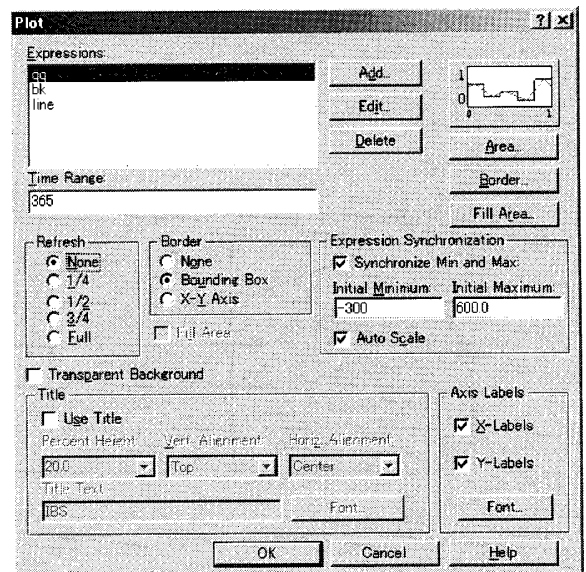 Plot
Expressions:
qq
bk
line
Add...
Edit...
Delete
1
0
0 1
Area...
Border...
Fill Area...
Time Range:
365
Refresh
None
1/4
1/2
3/4
Full
Border
None
Bounding Box
X-Y Axis
Fill Area
Expression Synchronization
Synchronize Min and Max:
Initial Minimum:
Initial Maximum:
-300
600.0
Auto Scale
Transparent Background
Title
Use Title
Percent Height:
Vert. Alignment:
Horiz. Alignment:
20.0
Top
Center
Title Text:
IBS
Font...
Axis Labels
X-Labels
Y-Labels
Font...
OK
Cancel
Help